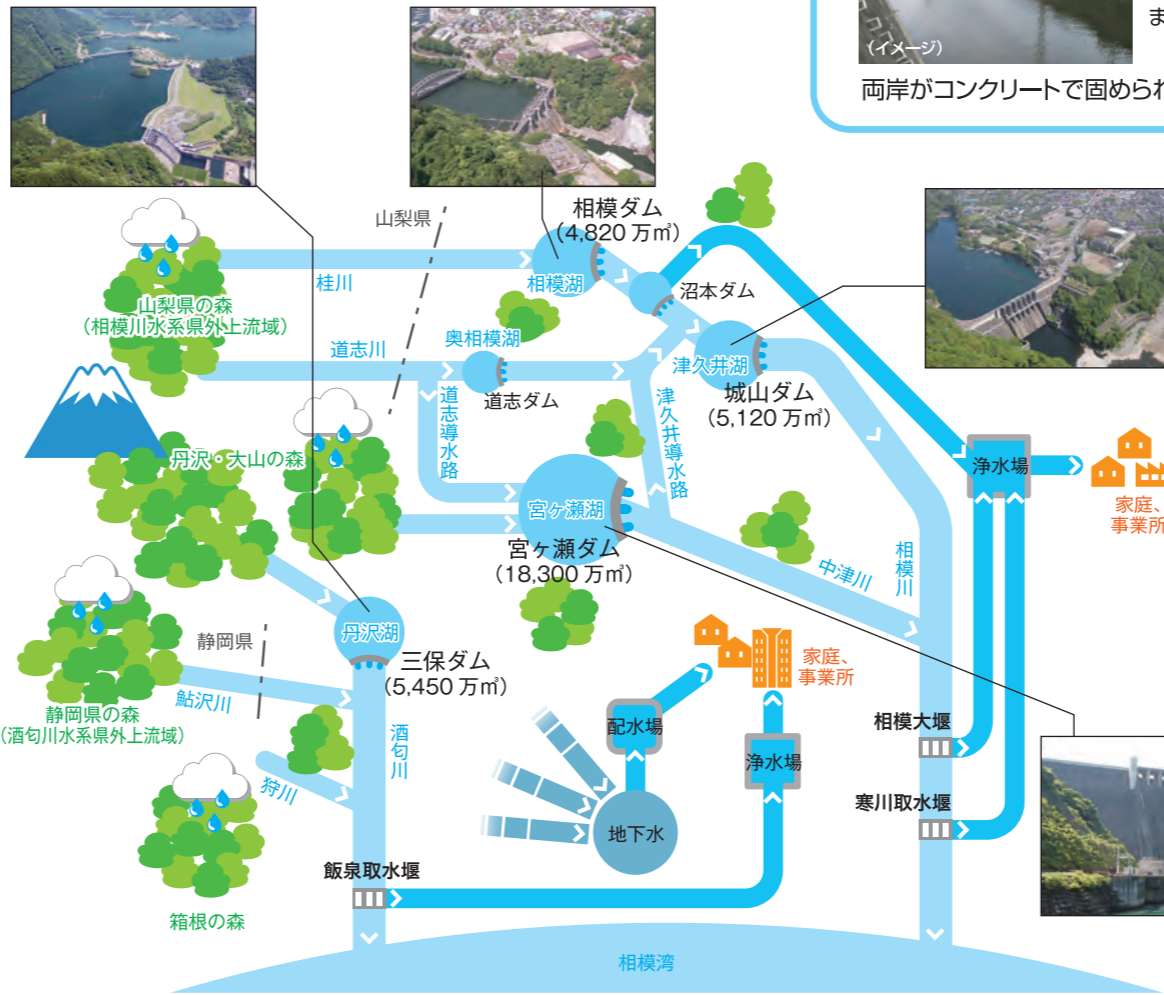 (イメージ)
ま
両岸がコンクリートで固められ
山梨県
相模ダム
(4,820 万㎥)
桂川
相模湖
沼本ダム
山梨県の森
(相模川水系県外上流域)
道志川
奥相模湖
津久井湖
道志ダム
城山ダム
(5,120 万㎥)
道志導水路
津久井導水路
丹沢・大山の森
浄水場
家庭、
事業所
宮ヶ瀬湖
宮ヶ瀬ダム
(18,300 万㎥)
中津川
相模川
丹沢湖
静岡県
三保ダム
(5,450 万㎥)
家庭、
事業所
鮎沢川
静岡県の森
(酒匂川水系県外上流域)
酒匂川
配水場
相模大堰
浄水場
狩川
寒川取水堰
地下水
飯泉取水堰
箱根の森
相模湾